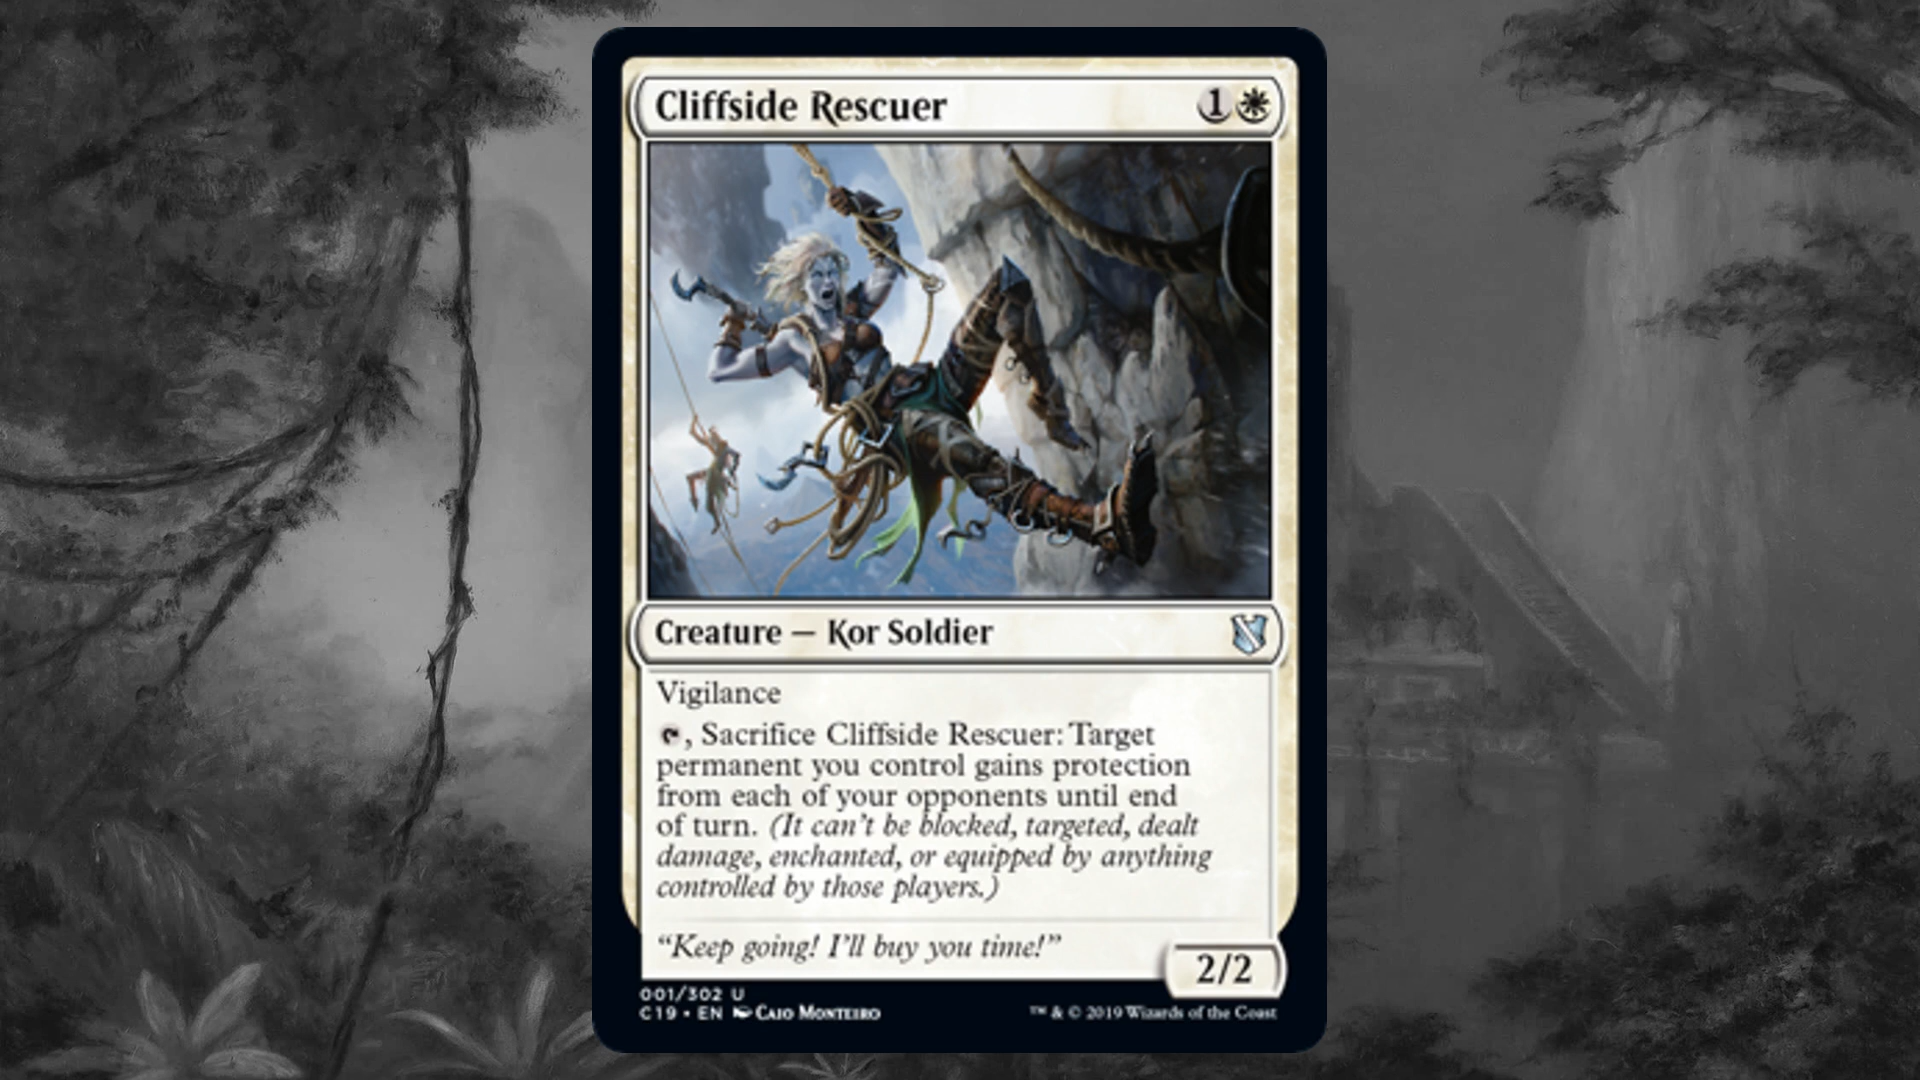 Cliffside Rescuer 1
Creature — Kor Soldier
Vigilance
, Sacrifice Cliffside Rescuer: Target
permanent you control gains protection
from each of your opponents until end
of turn. (It can't be blocked, targeted, dealt
damage, enchanted, or equipped by anything
controlled by those players.)
“Keep going! I'll buy you time!”
2/2
001/302 U
C19 • EN Caio Monteiro
™ & © 2019 Wizards of the Coast